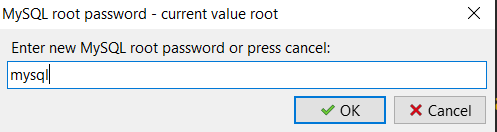 MySQL root password - current value root
Enter new MySQL root password or press cancel:
mysql
OK Cancel